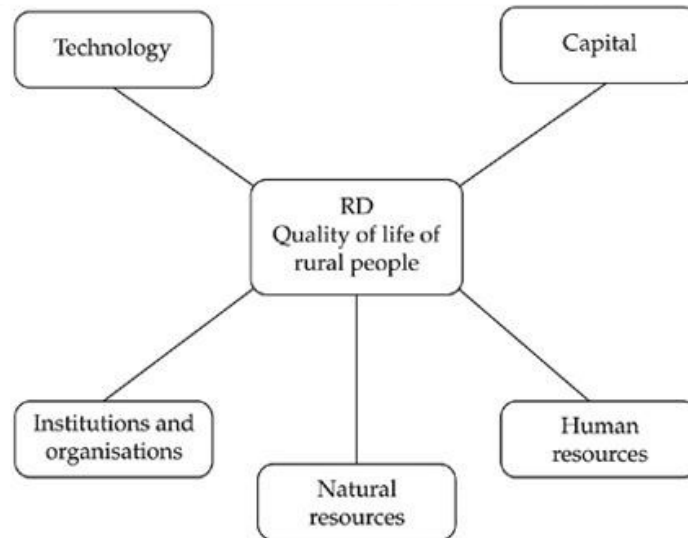 Technology
Capital
RD
Quality of life of
rural people
Institutions and
organisations
Natural
resources
Human
resources